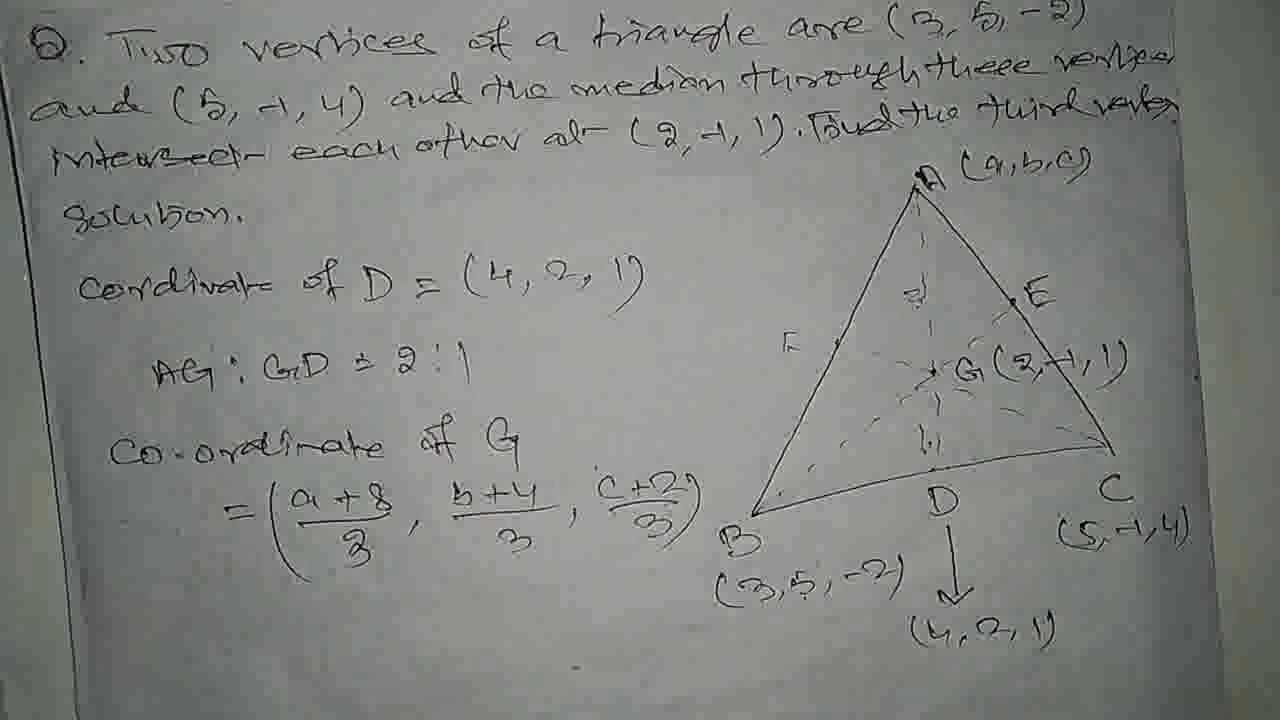 Q. Two vertices of a triangle are (3, 5, -2)
and (5, -1, 4) and the median through these vertices
intersect each other at (2, -1, 1). Find the third vertex.
Solution.
A (a, b, c)
Cordinate of D = (4, 2, 1)
2
E
F
AG : GD = 2 : 1
G (2, -1, 1)
Co-ordinate of G
1
= (a+8/3, b+4/3, c+2/3)
B
D
C
(3, 5, -2)
(5, -1, 4)
(4, 2, 1)